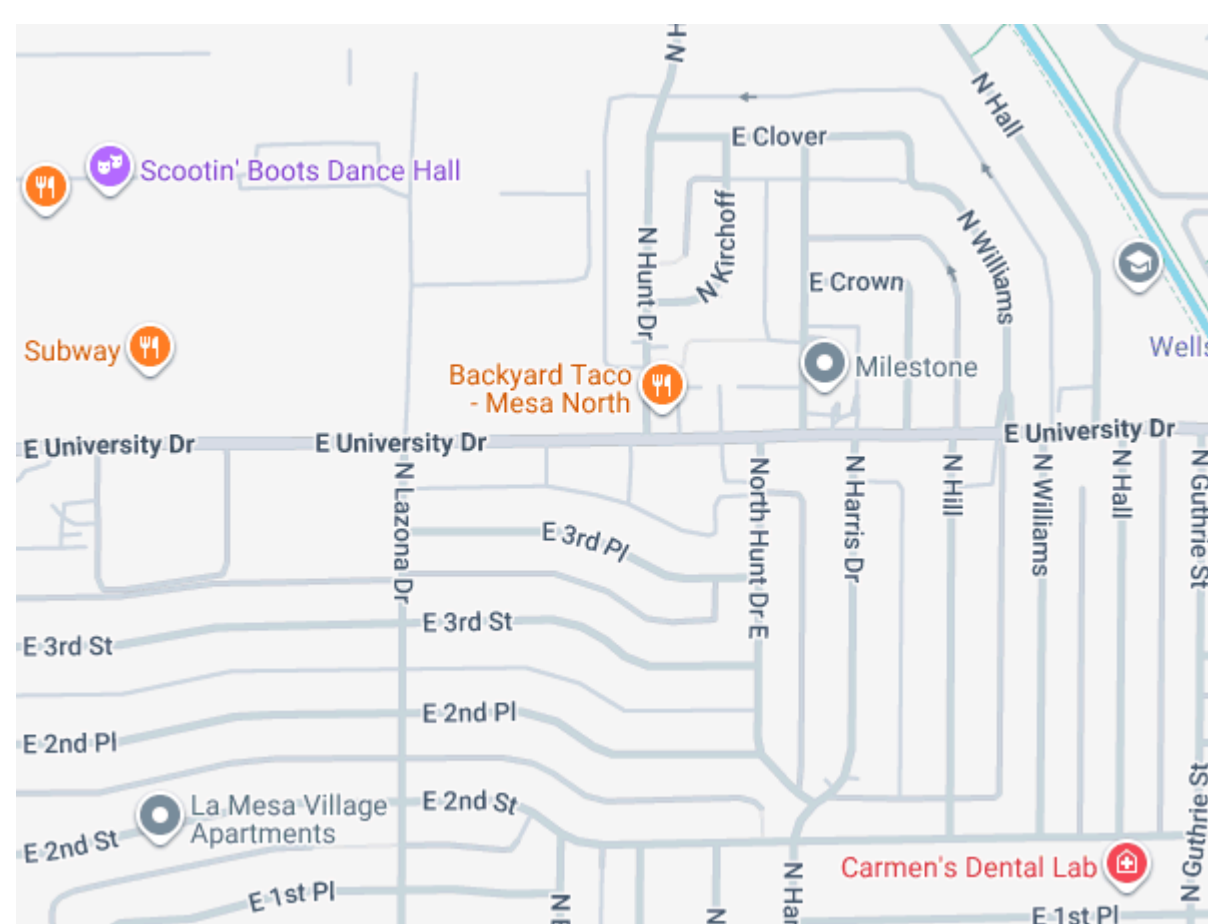 N H
N Hall
E Clover
Scootin' Boots Dance Hall
N Kirchoff
N Williams
N Hunt Dr
E Crown
Subway
Wells
Backyard Taco
- Mesa North
Milestone
E University Dr
E University Dr
E University Dr
N Lazona Dr
North Hunt Dr E
N Harris Dr
N Hill
N Williams
N Hall
N Guthrie St
E 3rd Pl
E 3rd St
E 3rd St
E 2nd Pl
E 2nd Pl
La Mesa Village
Apartments
E 2nd St
E 2nd St
N Guthrie St
Carmen's Dental Lab
E 1st Pl
N Har
N
N
E 1st Pl